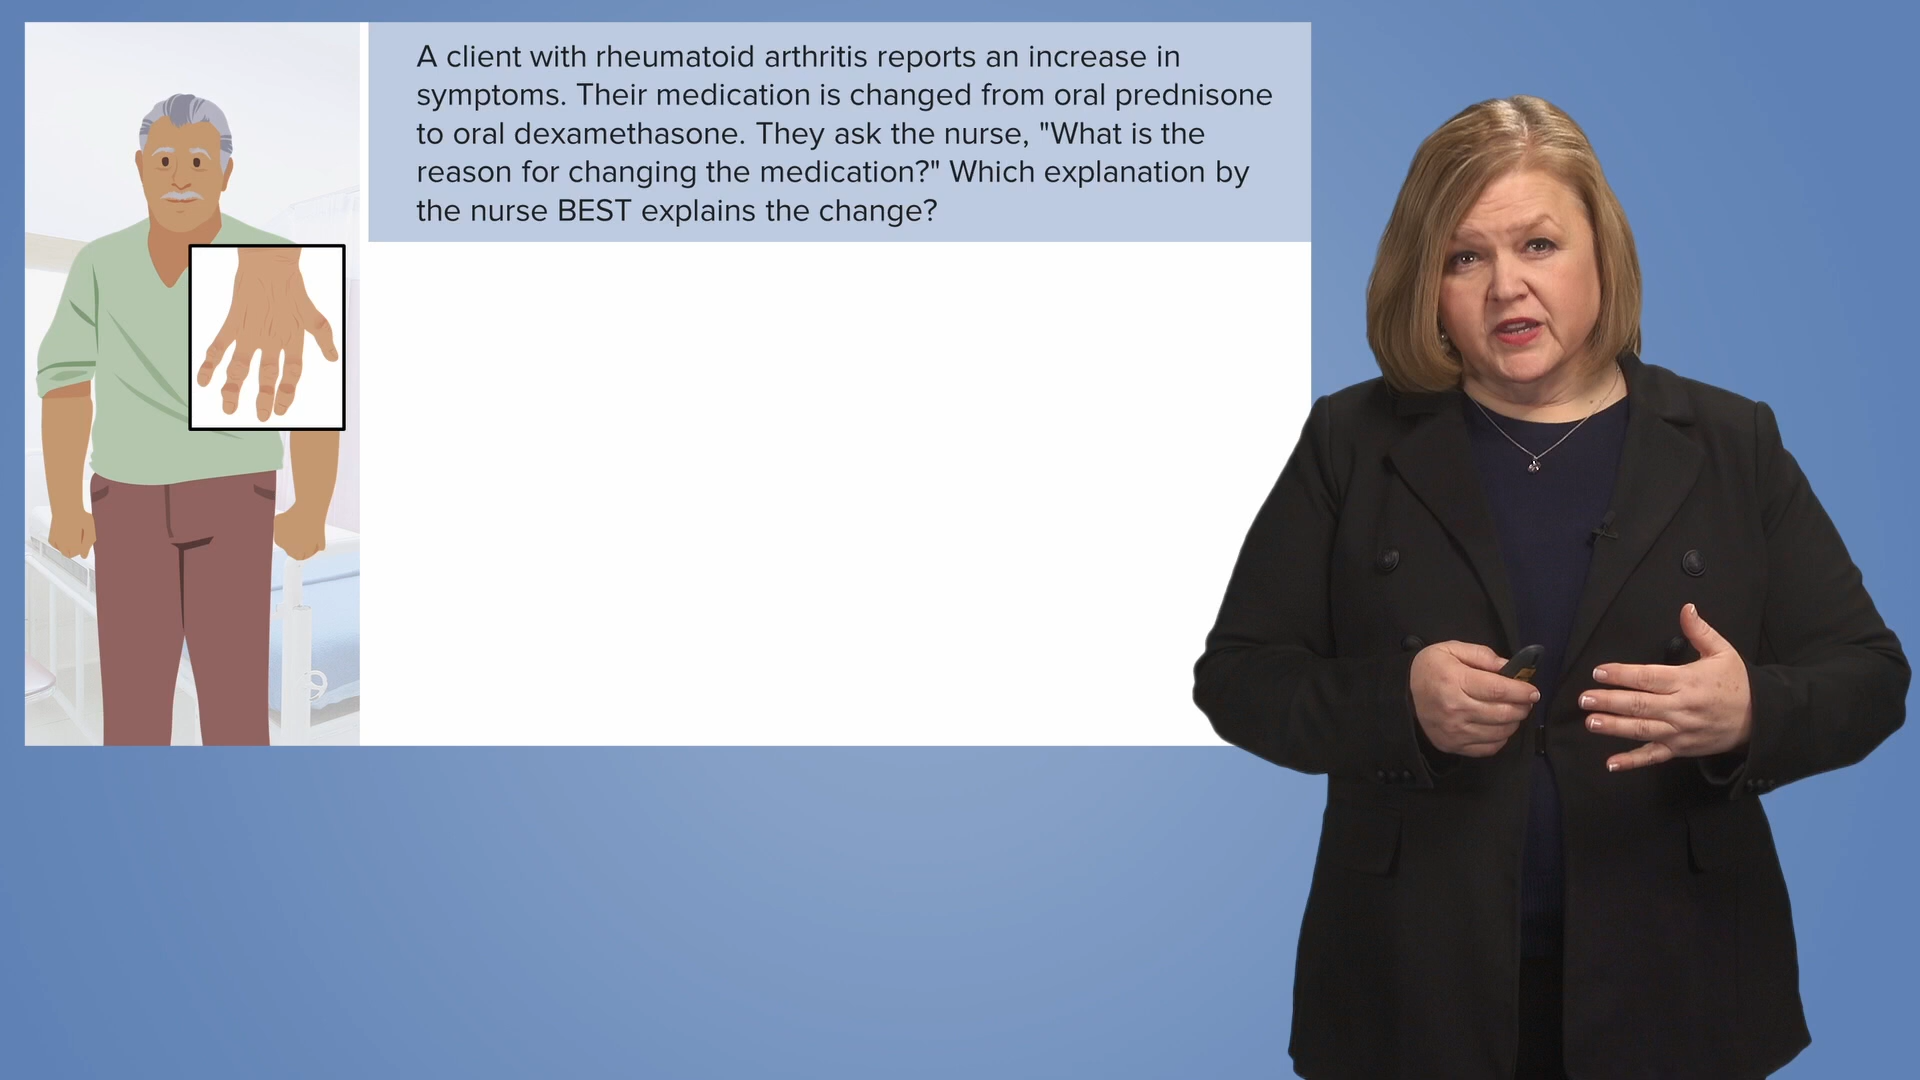 A client with rheumatoid arthritis reports an increase in
symptoms. Their medication is changed from oral prednisone
to oral dexamethasone. They ask the nurse, "What is the
reason for changing the medication?" Which explanation by
the nurse BEST explains the change?